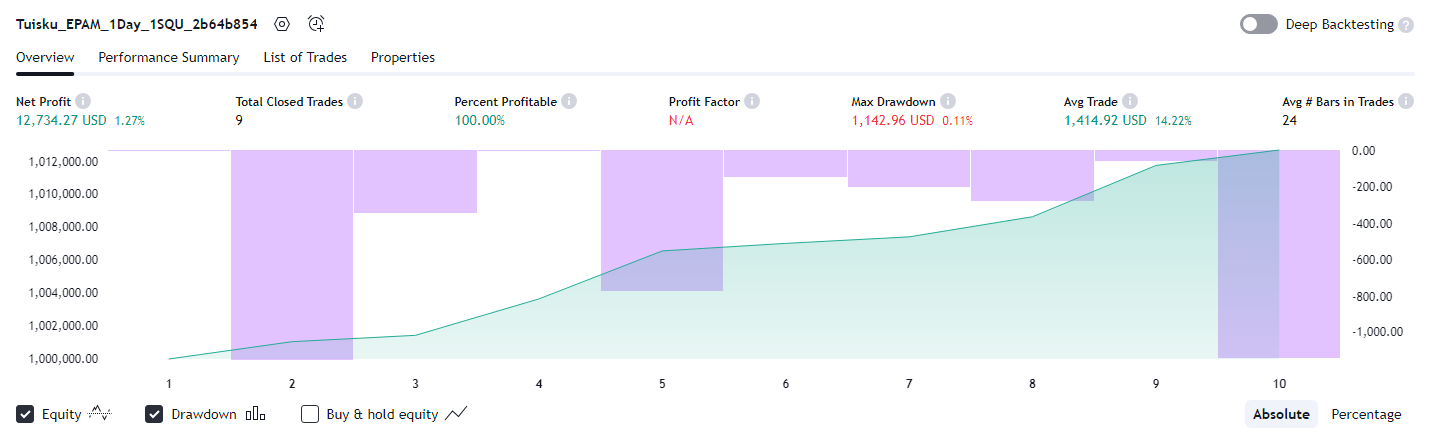 Tuisku_EPAM_1Day_1SQU_2b64b854 Deep Backtesting ?
Overview Performance Summary List of Trades Properties
Net Profit i Total Closed Trades i Percent Profitable i Profit Factor i Max Drawdown i Avg Trade i Avg # Bars in Trades i
12,734.27 USD 1.27% 9 100.00% N/A 1,142.96 USD 0.11% 1,414.92 USD 14.22% 24
1,012,000.00 0.00
1,010,000.00 -200.00
1,008,000.00 -400.00
1,006,000.00 -600.00
1,004,000.00 -800.00
1,002,000.00 -1,000.00
1,000,000.00
1 2 3 4 5 6 7 8 9 10
Equity Drawdown Buy & hold equity Absolute Percentage